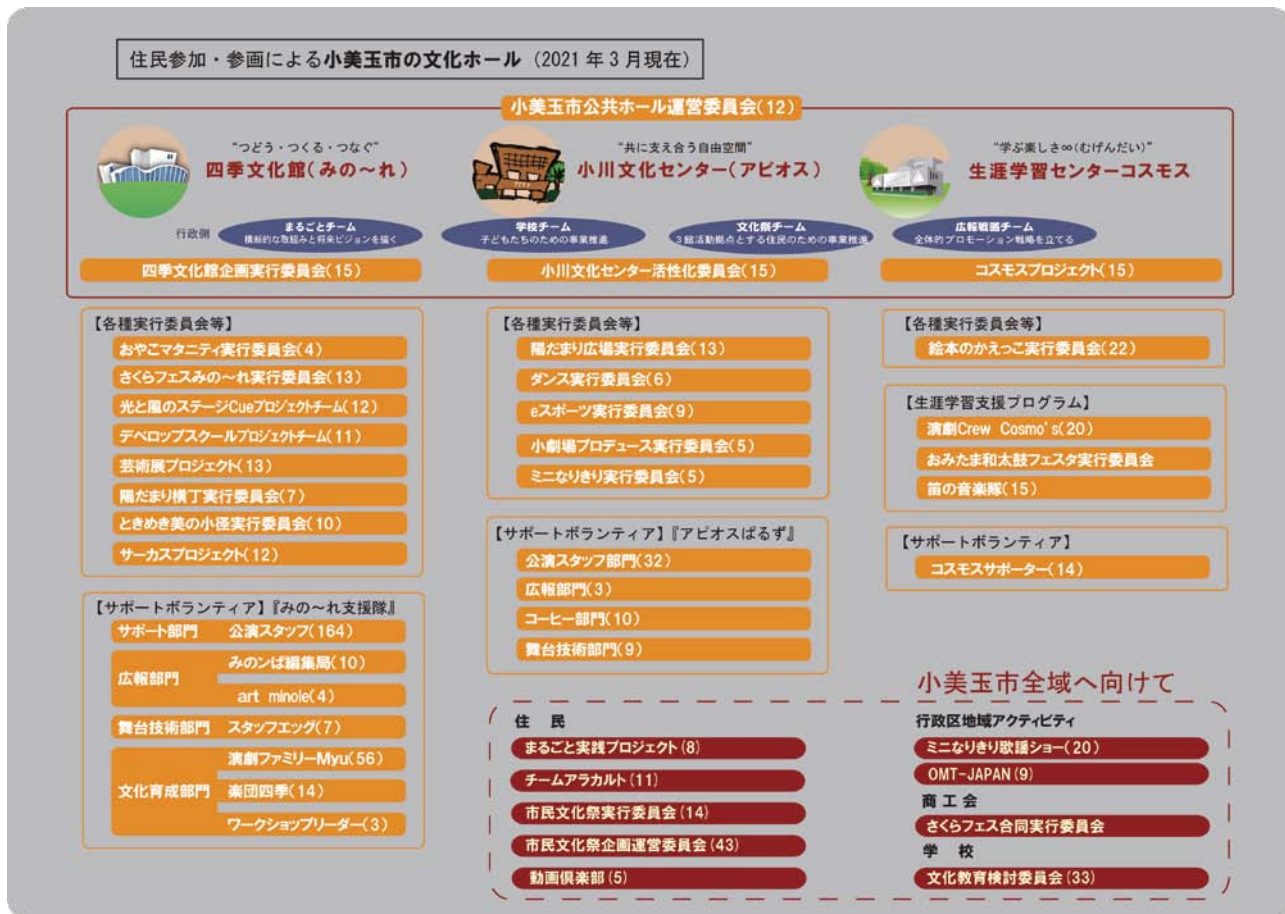 住民参加・参画による小美玉市の文化ホール（2021年3月現在）
小美玉市公共ホール運営委員会(12)
“つどう・つくる・つなぐ”
四季文化館(みの～れ)
“共に支え合う自由空間”
小川文化センター(アピオス)
“学ぶ楽しさ∞(むげんだい)”
生涯学習センターコスモス
行政側
まるごとチーム
横断的な取組みと将来ビジョンを描く
学校チーム
子どもたちのための事業推進
文化祭チーム
3館活動拠点とする住民のための事業推進
広報戦略チーム
全体的プロモーション戦略を立てる
四季文化館企画実行委員会(15)
小川文化センター活性化委員会(15)
コスモスプロジェクト(15)
【各種実行委員会等】
おやこマタニティ実行委員会(4)
さくらフェスみの～れ実行委員会(13)
光と風のステージCueプロジェクトチーム(12)
デベロップスクールプロジェクトチーム(11)
芸術展プロジェクト(13)
陽だまり横丁実行委員会(7)
ときめき美の小径実行委員会(10)
サーカスプロジェクト(12)
【サポートボランティア】『みの～れ支援隊』
サポート部門 公演スタッフ(164)
広報部門
みのンぱ編集局(10)
art minole(4)
舞台技術部門 スタッフエッグ(7)
文化育成部門
演劇ファミリーMyu(56)
楽団四季(14)
ワークショップリーダー(3)
【各種実行委員会等】
陽だまり広場実行委員会(13)
ダンス実行委員会(6)
eスポーツ実行委員会(9)
小劇場プロデュース実行委員会(5)
ミニなりきり実行委員会(5)
【サポートボランティア】『アピオスぱるず』
公演スタッフ部門(32)
広報部門(3)
コーヒー部門(10)
舞台技術部門(9)
【各種実行委員会等】
絵本のかえっこ実行委員会(22)
【生涯学習支援プログラム】
演劇Crew Cosmo's(20)
おみたま和太鼓フェスタ実行委員会
笛の音楽隊(15)
【サポートボランティア】
コスモスサポーター(14)
小美玉市全域へ向けて
住 民
まるごと実践プロジェクト(8)
チームアラカルト(11)
市民文化祭実行委員会(14)
市民文化祭企画運営委員会(43)
動画倶楽部(5)
行政区地域アクティビティ
ミニなりきり歌謡ショー(20)
OMT-JAPAN(9)
商工会
さくらフェス合同実行委員会
学 校
文化教育検討委員会(33)